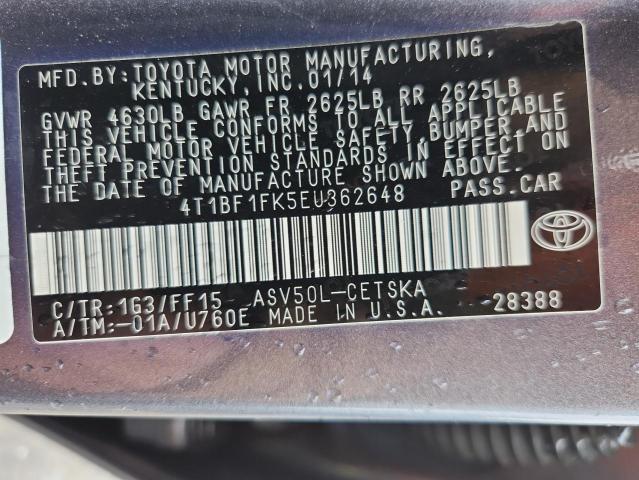 MFD.BY:TOYOTA MOTOR MANUFACTURING,
KENTUCKY,INC.01/14
GVWR 4630LB GAWR FR 2625LB RR 2625LB
THIS VEHICLE CONFORMS TO ALL APPLICABLE
FEDERAL MOTOR VEHICLE SAFETY,BUMPER,AND
THEFT PREVENTION STANDARDS IN EFFECT ON
THE DATE OF MANUFACTURE SHOWN ABOVE.
4T1BF1FK5EU362648 PASS.CAR
C/TR:1G3/FF15 ASV50L-CETSKA
A/TM:-01A/U760E MADE IN U.S.A. 28388